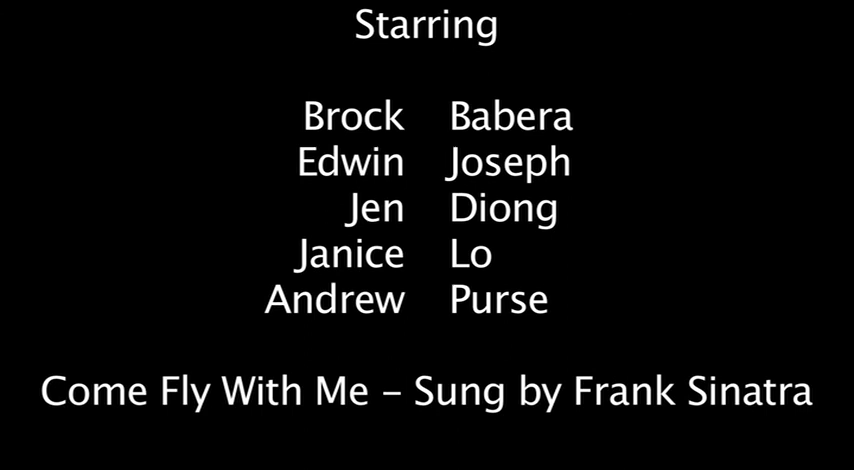 Starring
Brock Babera
Edwin Joseph
Jen Diong
Janice Lo
Andrew Purse
Come Fly With Me – Sung by Frank Sinatra